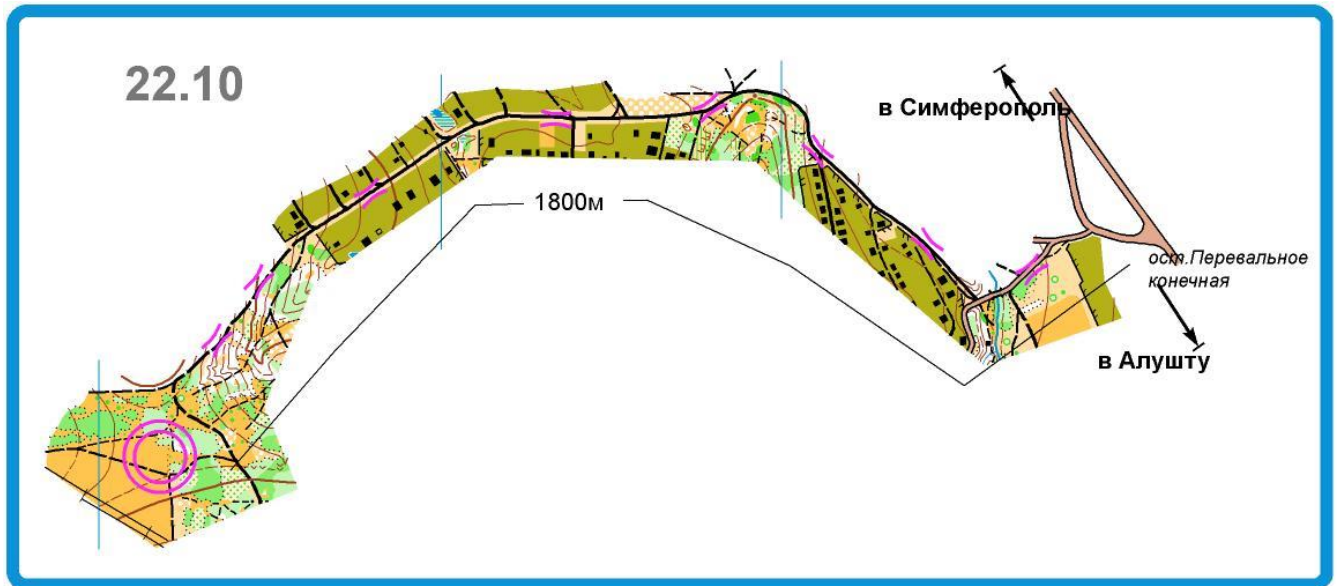 22.10
в Симферополь
1800м
ост.Перевальное
конечная
в Алушту